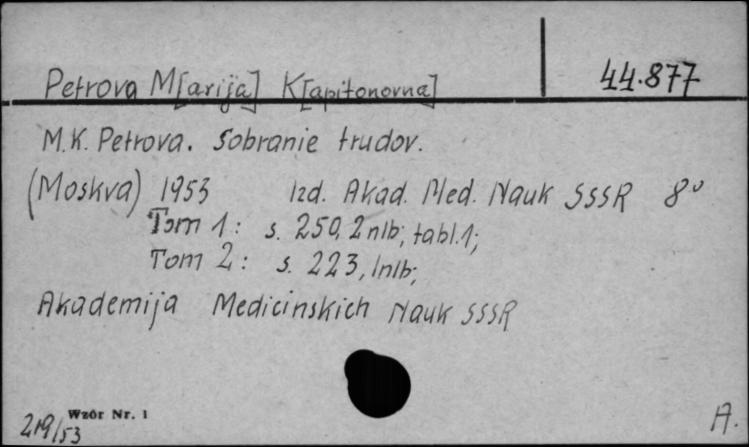 Petrova M[arija] K[apitonovna] 44.877
M.K. Petrova. Sobranie trudov.
(Moskva) 1953 Izd. Akad. Med. Nauk SSSR 8°
Tom 1: s. 250, 2 nlb; tabl. 1;
Tom 2: s. 223, 1nlb;
Akademija Medicinskich Nauk SSSR
Wzór Nr. 1
219/53 A.